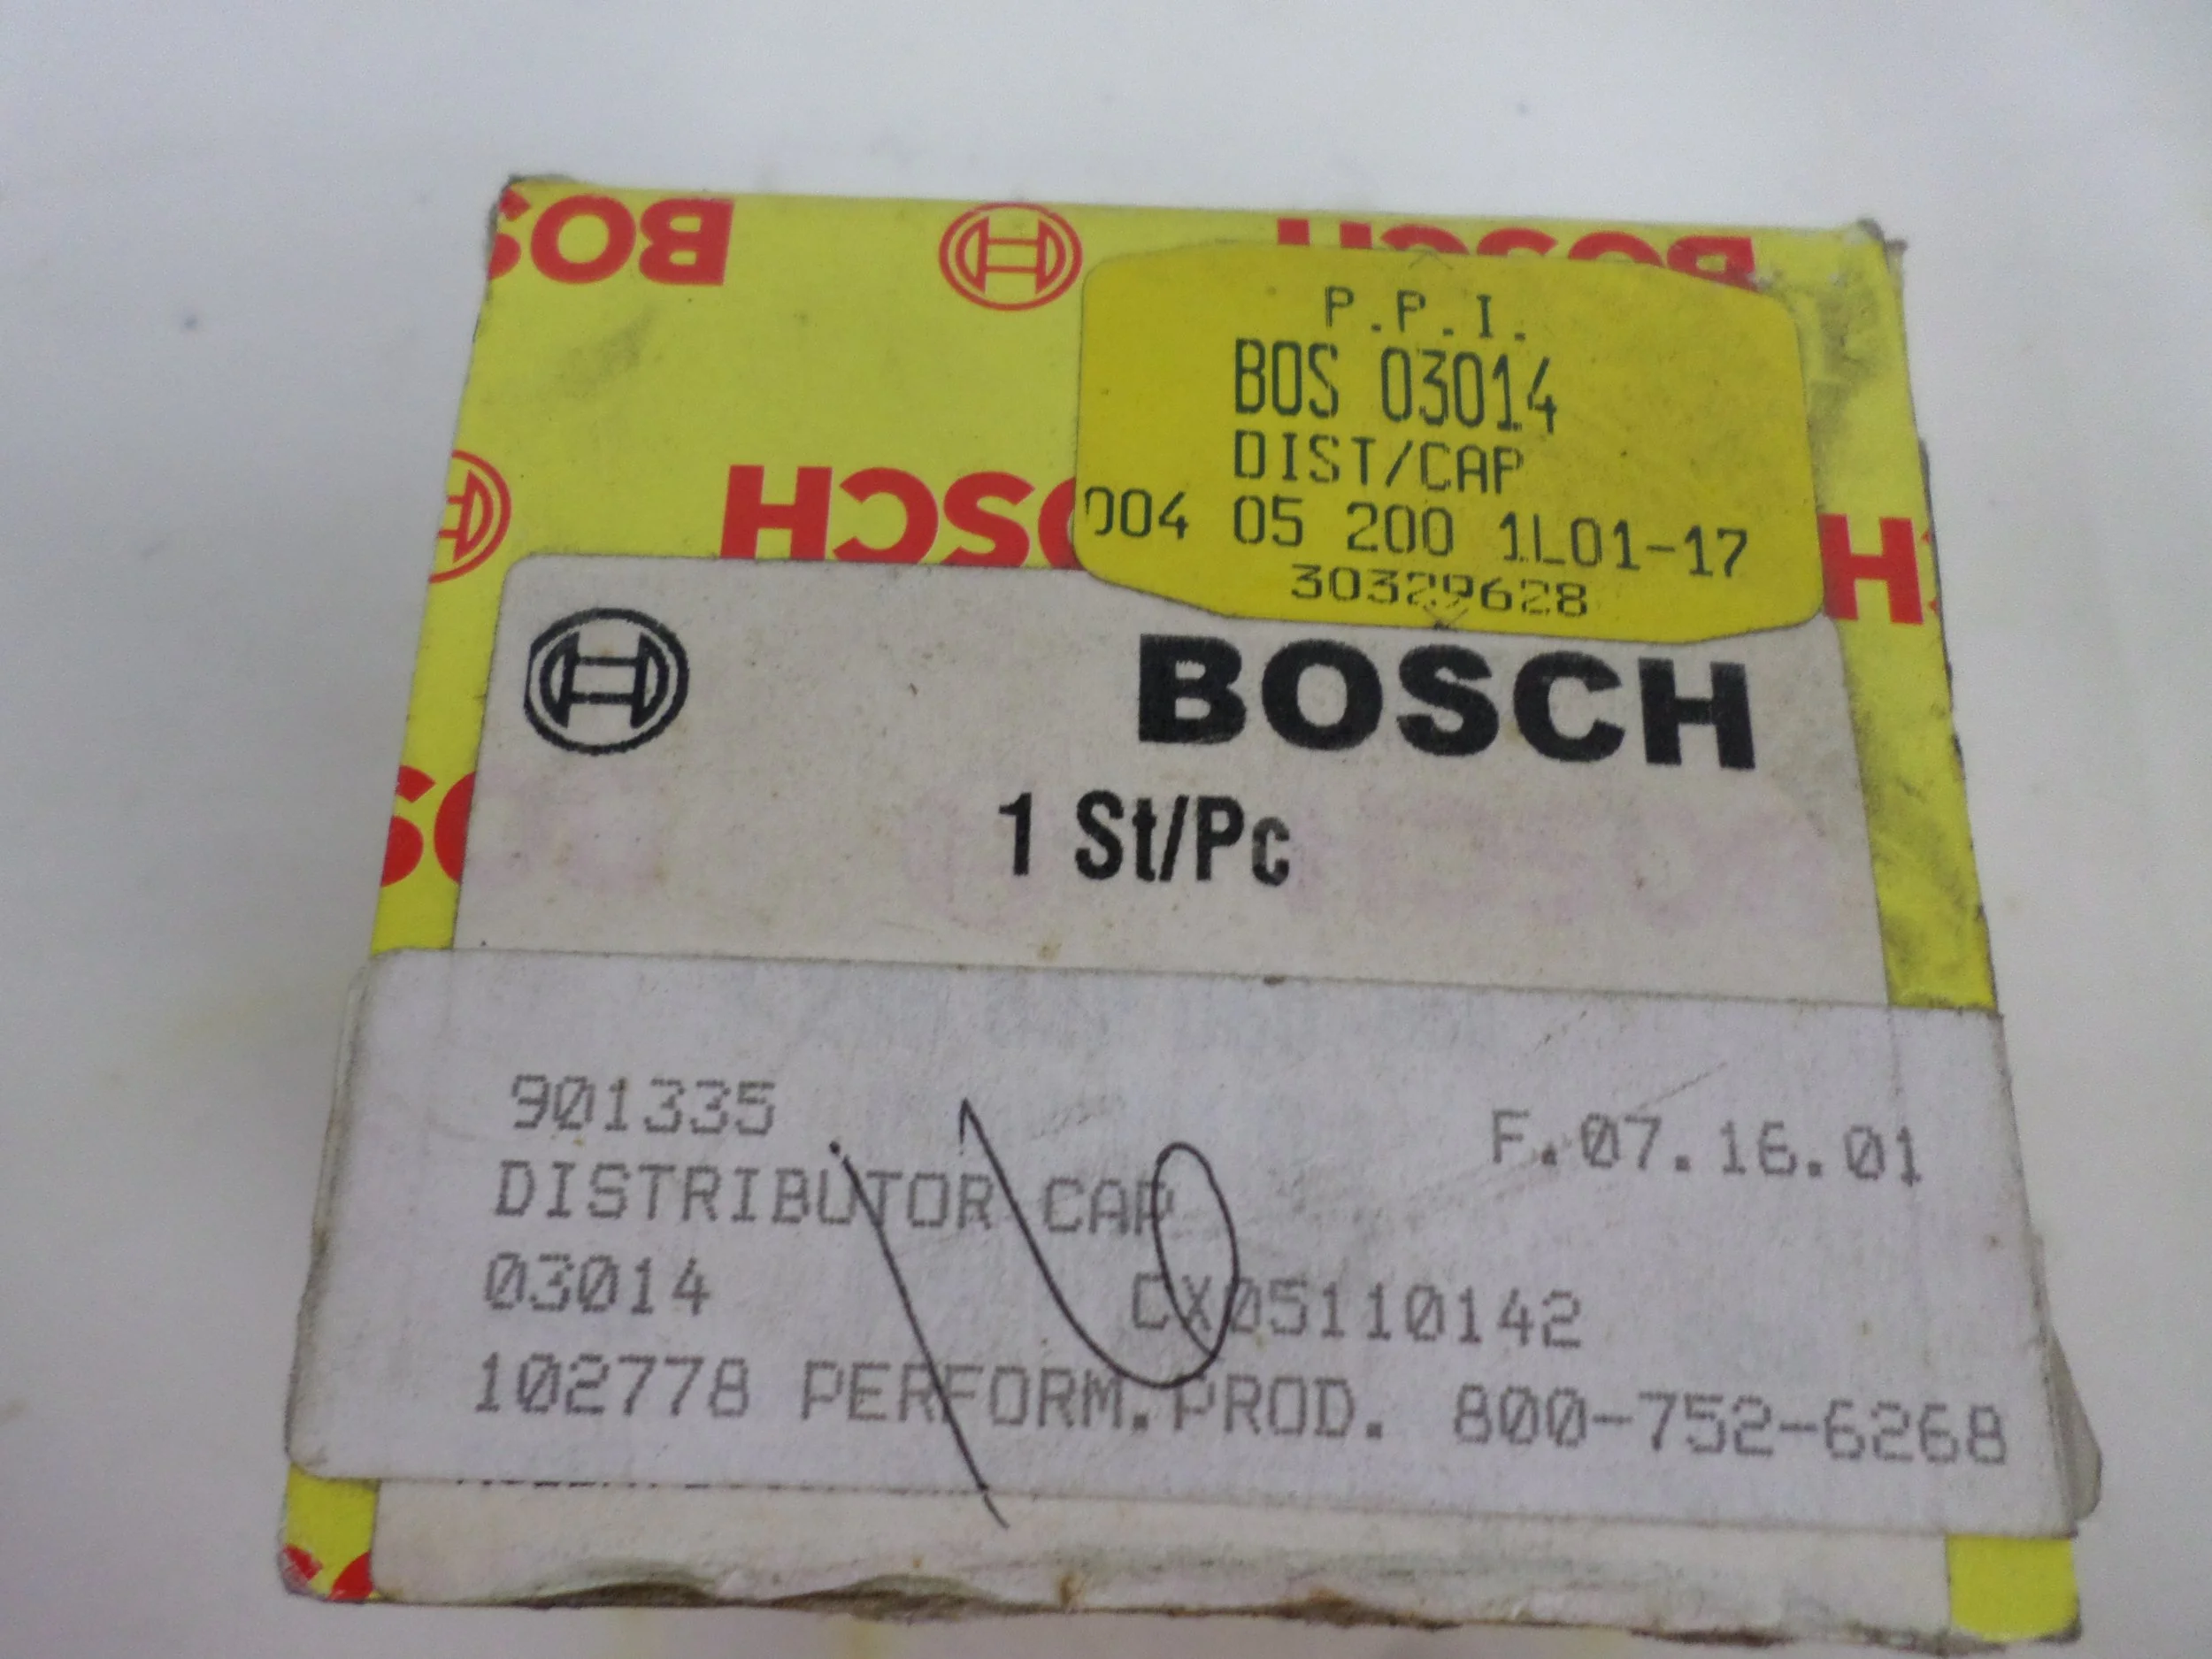 BOSCH
P.P.I.
BOS 03014
DIST/CAP
004 05 200 1L01-17
30329628
BOSCH
BOSCH
1 St/Pc
901335 F.07.16.01
DISTRIBUTOR CAP
03014 CX05110142
102778 PERFORM.PROD. 800-752-6268